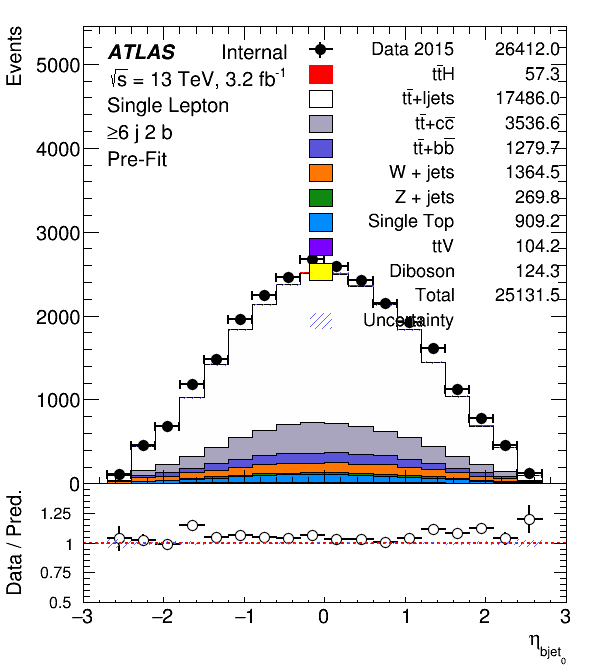 Events
5000
4000
3000
2000
1000
0
ATLAS Internal
√s = 13 TeV, 3.2 fb⁻¹
Single Lepton
≥6 j 2 b
Pre-Fit
Data 2015 26412.0
tt̄H 57.3
tt̄+ljets 17486.0
tt̄+cc̄ 3536.6
tt̄+bb̄ 1279.7
W + jets 1364.5
Z + jets 269.8
Single Top 909.2
ttV 104.2
Diboson 124.3
Total 25131.5
Uncertainty
Data / Pred.
1.25
1
0.75
0.5
−3 −2 −1 0 1 2 3
η_bjet_0